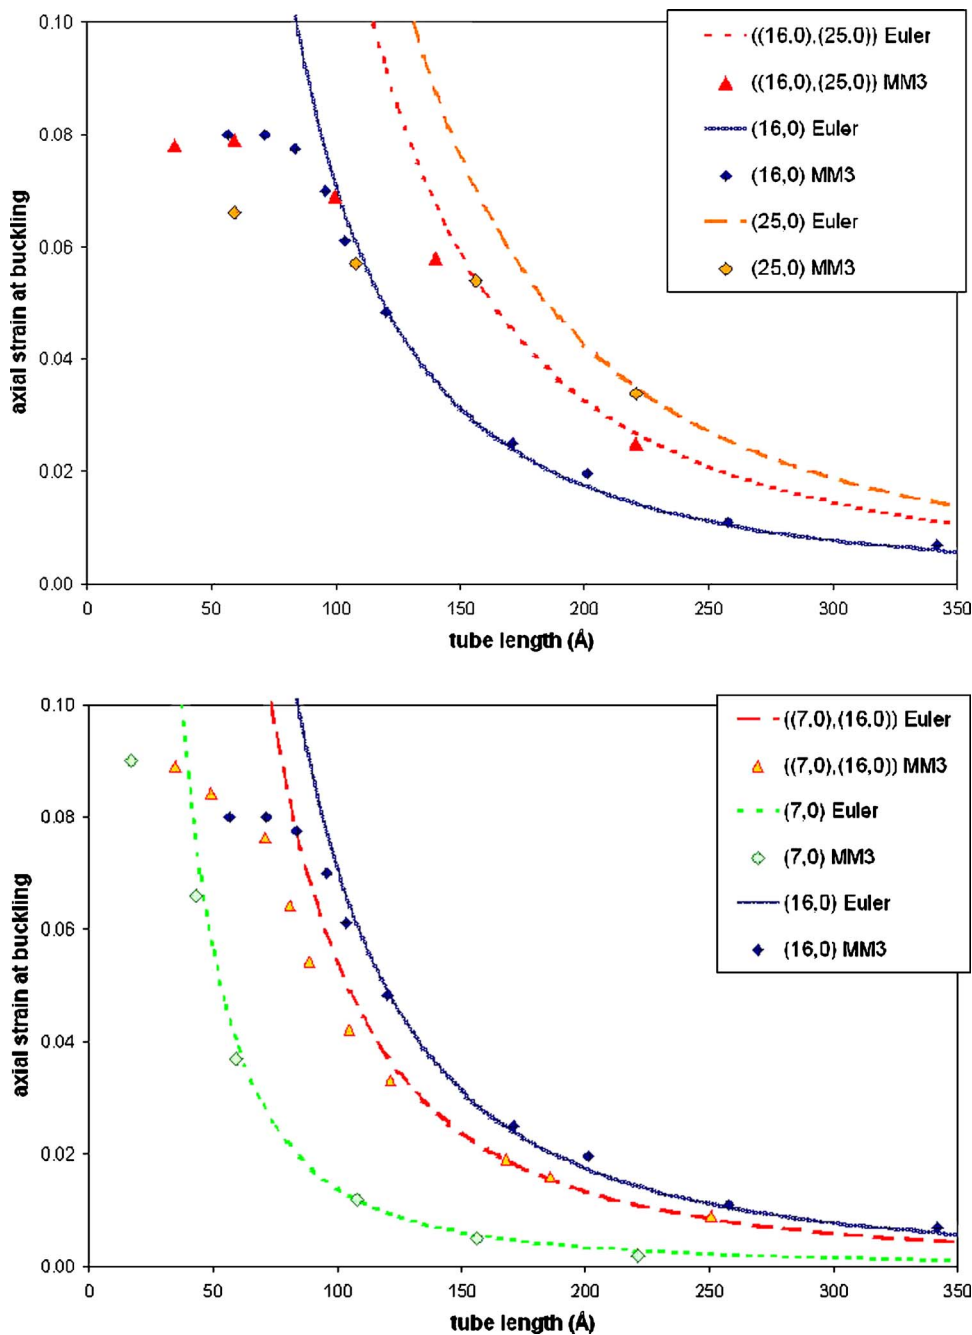 0.10
0.08
0.06
0.04
0.02
0.00
axial strain at buckling
0 50 100 150 200 250 300 350
tube length (Å)
((16,0),(25,0)) Euler
((16,0),(25,0)) MM3
(16,0) Euler
(16,0) MM3
(25,0) Euler
(25,0) MM3
0.10
0.08
0.06
0.04
0.02
0.00
axial strain at buckling
0 50 100 150 200 250 300 350
tube length (Å)
((7,0),(16,0)) Euler
((7,0),(16,0)) MM3
(7,0) Euler
(7,0) MM3
(16,0) Euler
(16,0) MM3